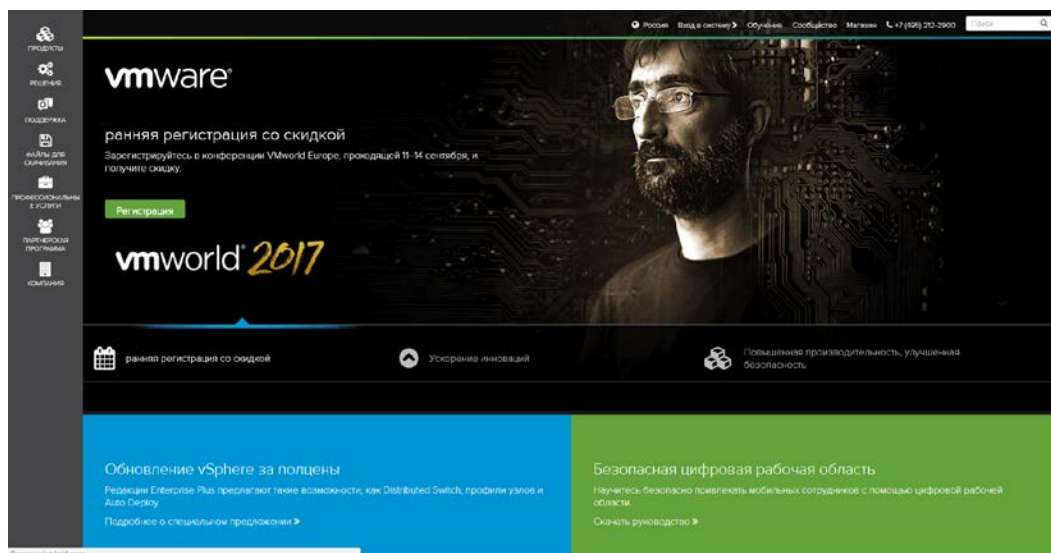 Россия Вход в систему Обучение Сообщество Магазин +7 (495) 212-2900 Поиск
ПРОДУКТЫ
РЕШЕНИЯ
ПОДДЕРЖКА
ФАЙЛЫ ДЛЯ
СКАЧИВАНИЯ
ПРОФЕССИОНАЛЬНЫ
Е УСЛУГИ
ПАРТНЕРСКАЯ
ПРОГРАММА
КОМПАНИЯ
vmware®
ранняя регистрация со скидкой
Зарегистрируйтесь в конференции VMworld Europe, проходящей 11–14 сентября, и
получите скидку.
Регистрация
vmworld® 2017
ранняя регистрация со скидкой
Ускорение инноваций
Повышенная производительность, улучшенная
безопасность
Обновление vSphere за полцены
Редакции Enterprise Plus предлагают такие возможности, как Distributed Switch, профили узлов и
Auto Deploy.
Подробнее о специальном предложении »
Безопасная цифровая рабочая область
Научитесь безопасно привлекать мобильных сотрудников с помощью цифровой рабочей
области.
Скачать руководство »